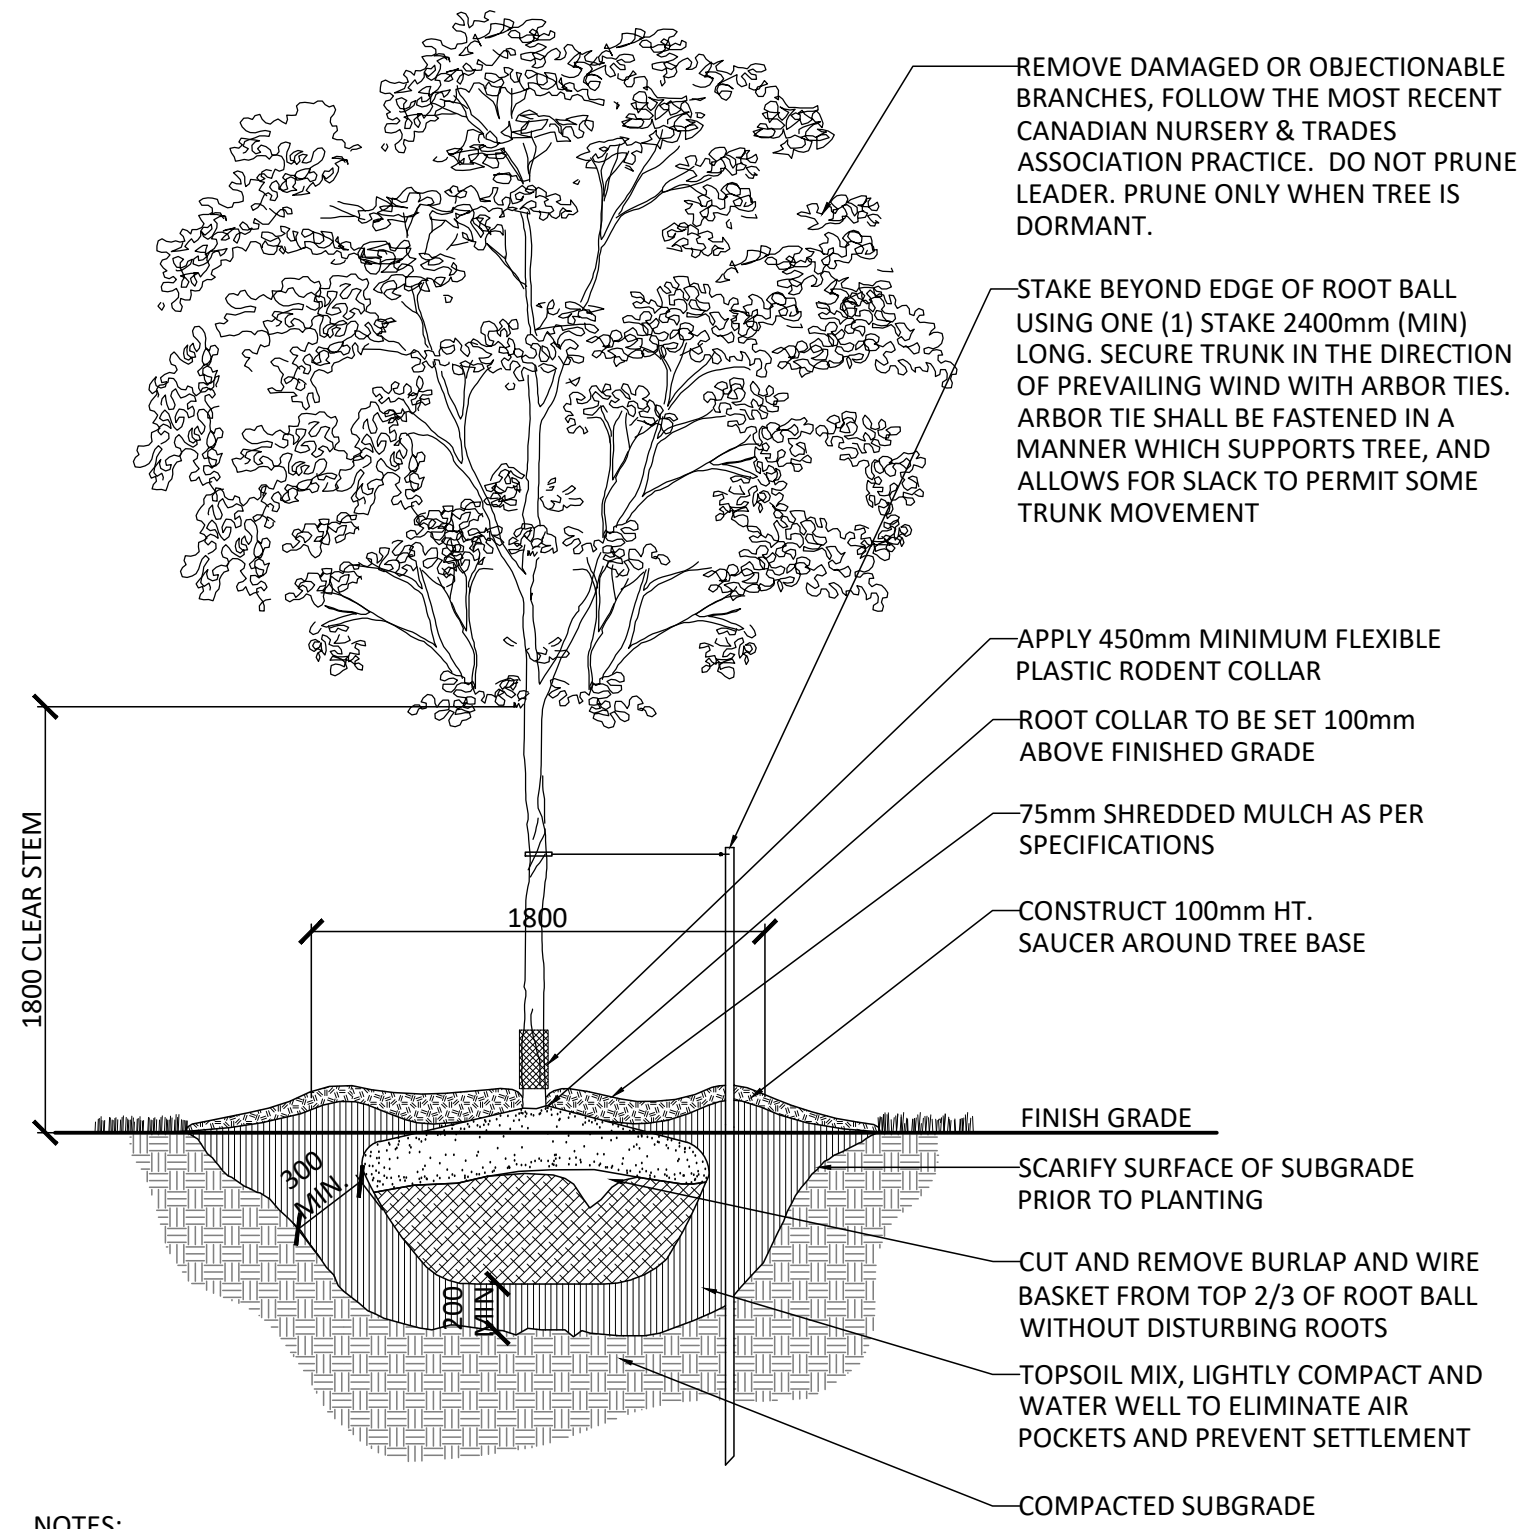 REMOVE DAMAGED OR OBJECTIONABLE
BRANCHES, FOLLOW THE MOST RECENT
CANADIAN NURSERY & TRADES
ASSOCIATION PRACTICE.  DO NOT PRUNE
LEADER. PRUNE ONLY WHEN TREE IS
DORMANT.
STAKE BEYOND EDGE OF ROOT BALL
USING ONE (1) STAKE 2400mm (MIN)
LONG. SECURE TRUNK IN THE DIRECTION
OF PREVAILING WIND WITH ARBOR TIES.
ARBOR TIE SHALL BE FASTENED IN A
MANNER WHICH SUPPORTS TREE, AND
ALLOWS FOR SLACK TO PERMIT SOME
TRUNK MOVEMENT
APPLY 450mm MINIMUM FLEXIBLE
PLASTIC RODENT COLLAR
ROOT COLLAR TO BE SET 100mm
ABOVE FINISHED GRADE
75mm SHREDDED MULCH AS PER
SPECIFICATIONS
CONSTRUCT 100mm HT.
SAUCER AROUND TREE BASE
1800 CLEAR STEM
1800
FINISH GRADE
300
MIN.
SCARIFY SURFACE OF SUBGRADE
PRIOR TO PLANTING
CUT AND REMOVE BURLAP AND WIRE
BASKET FROM TOP 2/3 OF ROOT BALL
WITHOUT DISTURBING ROOTS
200
MIN
TOPSOIL MIX, LIGHTLY COMPACT AND
WATER WELL TO ELIMINATE AIR
POCKETS AND PREVENT SETTLEMENT
COMPACTED SUBGRADE
NOTES: